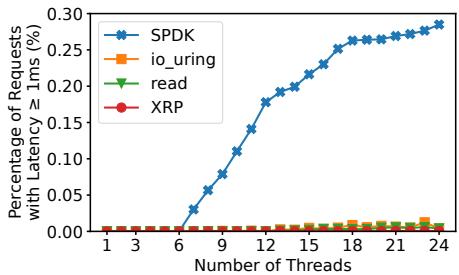 Percentage of Requests
with Latency ≥ 1ms (%)
0.30
0.25
0.20
0.15
0.10
0.05
0.00
SPDK
io_uring
read
XRP
1 3 6 9 12 15 18 21 24
Number of Threads